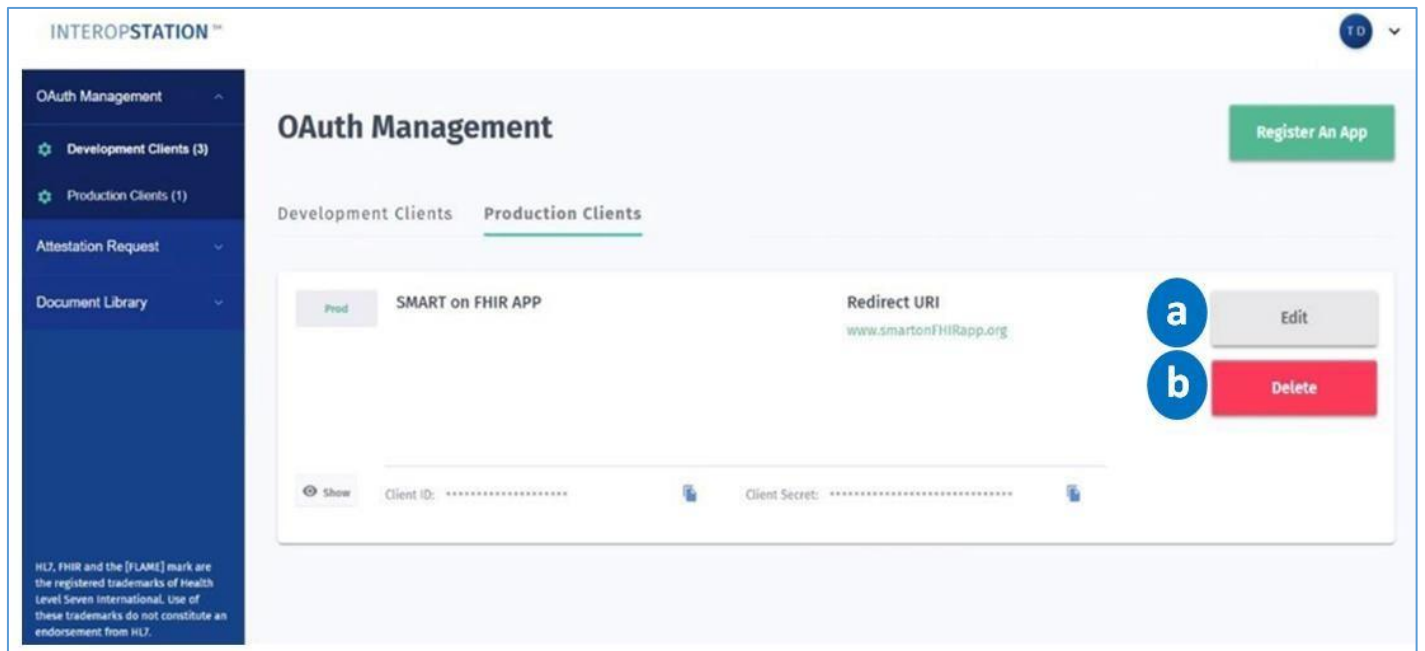 INTEROPSTATION™
TD
OAuth Management
Development Clients (3)
Production Clients (1)
Attestation Request
Document Library
HL7, FHIR and the [FLAME] mark are
the registered trademarks of Health
Level Seven International. Use of
these trademarks do not constitute an
endorsement from HL7.
OAuth Management
Register An App
Development Clients Production Clients
Prod SMART on FHIR APP Redirect URI
www.smartonFHIRapp.org
a Edit
b Delete
Show Client ID: •••••••••••••••••••• Client Secret: ••••••••••••••••••••••••••••••